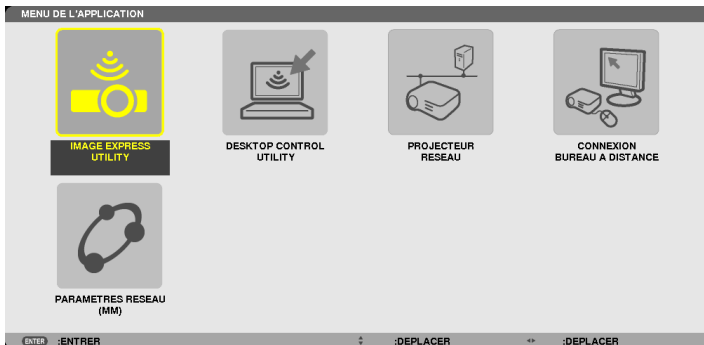 MENU DE L'APPLICATION
IMAGE EXPRESS
UTILITY
DESKTOP CONTROL
UTILITY
PROJECTEUR
RESEAU
CONNEXION
BUREAU A DISTANCE
PARAMETRES RESEAU
(MM)
ENTER :ENTRER :DEPLACER :DEPLACER